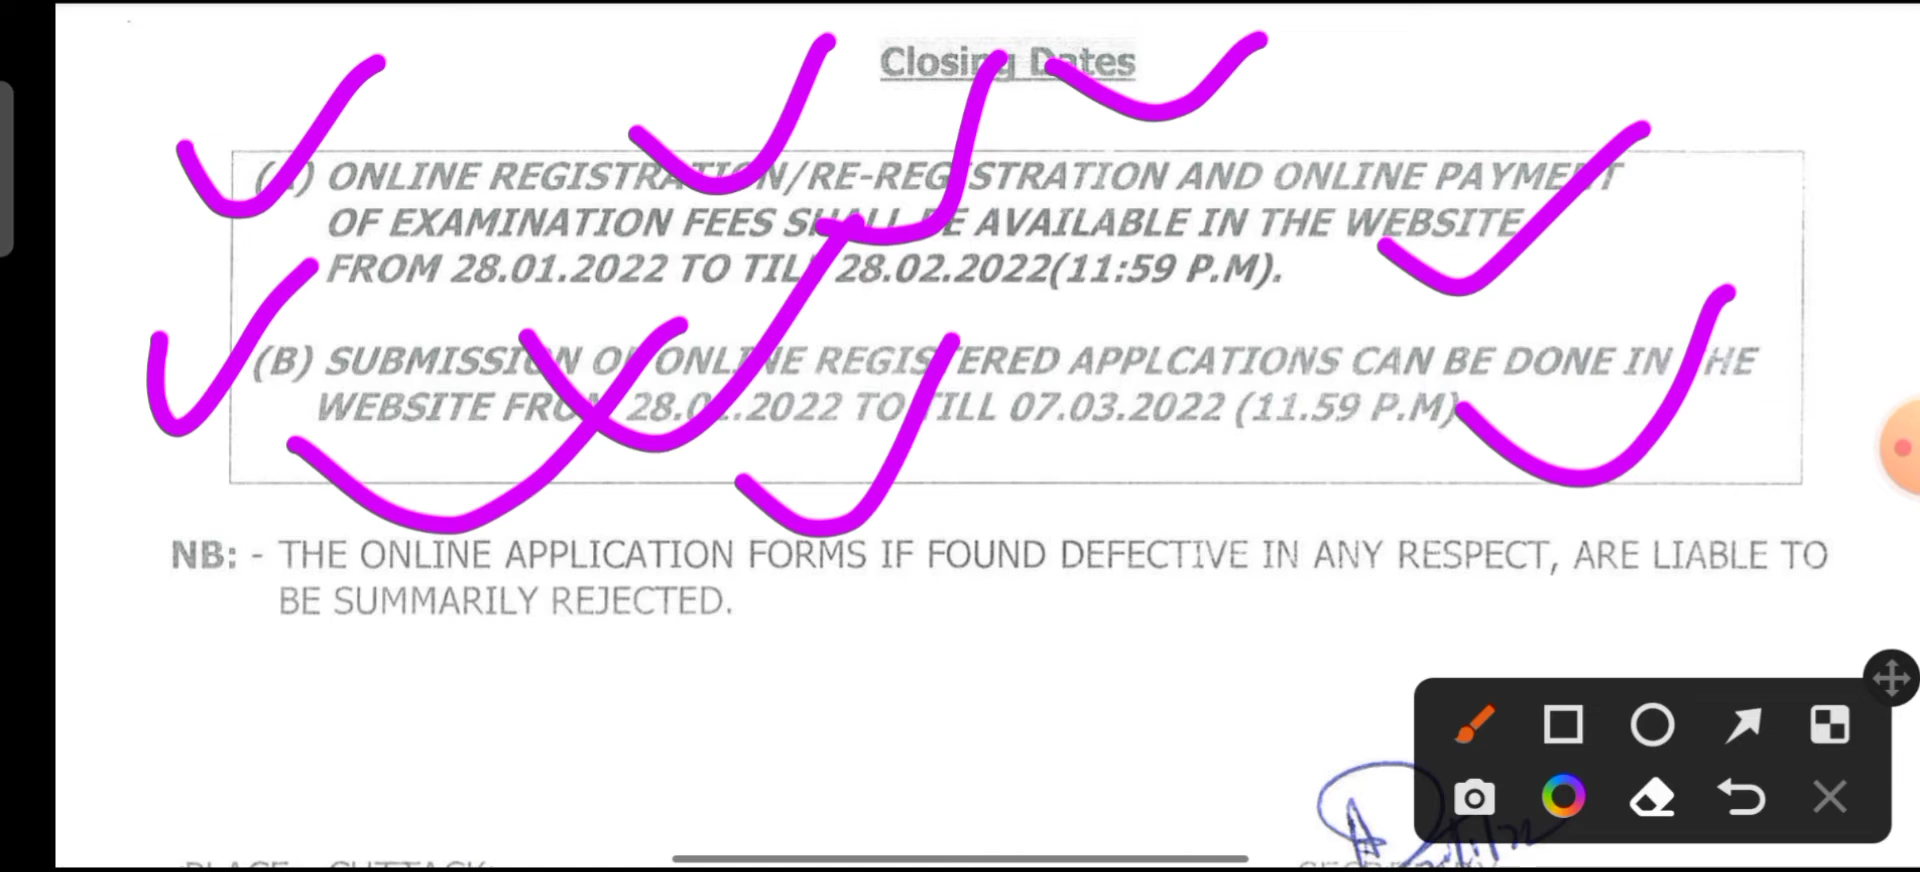 Closing Dates
(A) ONLINE REGISTRATION/RE-REGISTRATION AND ONLINE PAYMENT
OF EXAMINATION FEES SHALL BE AVAILABLE IN THE WEBSITE
FROM 28.01.2022 TO TILL 28.02.2022(11:59 P.M).
(B) SUBMISSION OF ONLINE REGISTERED APPLCATIONS CAN BE DONE IN THE
WEBSITE FROM 28.01.2022 TO TILL 07.03.2022 (11.59 P.M)
NB: - THE ONLINE APPLICATION FORMS IF FOUND DEFECTIVE IN ANY RESPECT, ARE LIABLE TO
BE SUMMARILY REJECTED.
PLACE - CUTTACK
SECRETARY